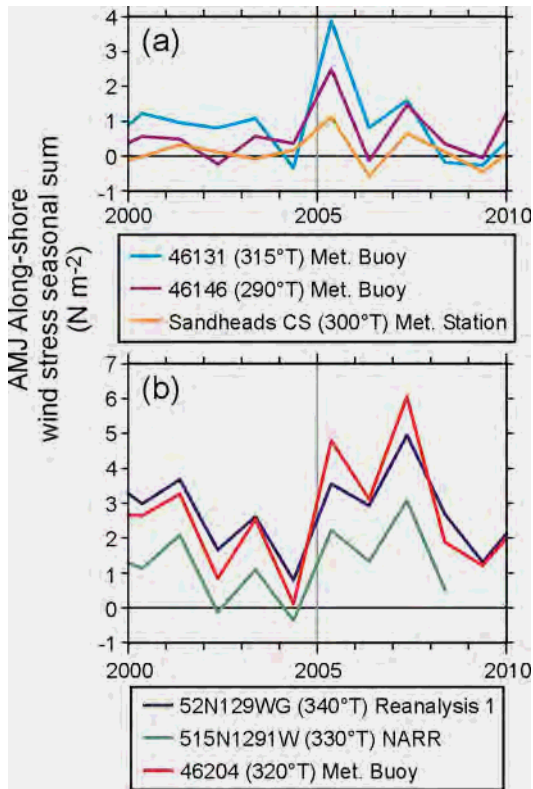 AMJ Along-shore
wind stress seasonal sum
(N m-2)
(a)
4
3
2
1
0
-1
2000 2005 2010
46131 (315°T) Met. Buoy
46146 (290°T) Met. Buoy
Sandheads CS (300°T) Met. Station
(b)
7
6
5
4
3
2
1
0
-1
2000 2005 2010
52N129WG (340°T) Reanalysis 1
515N1291W (330°T) NARR
46204 (320°T) Met. Buoy